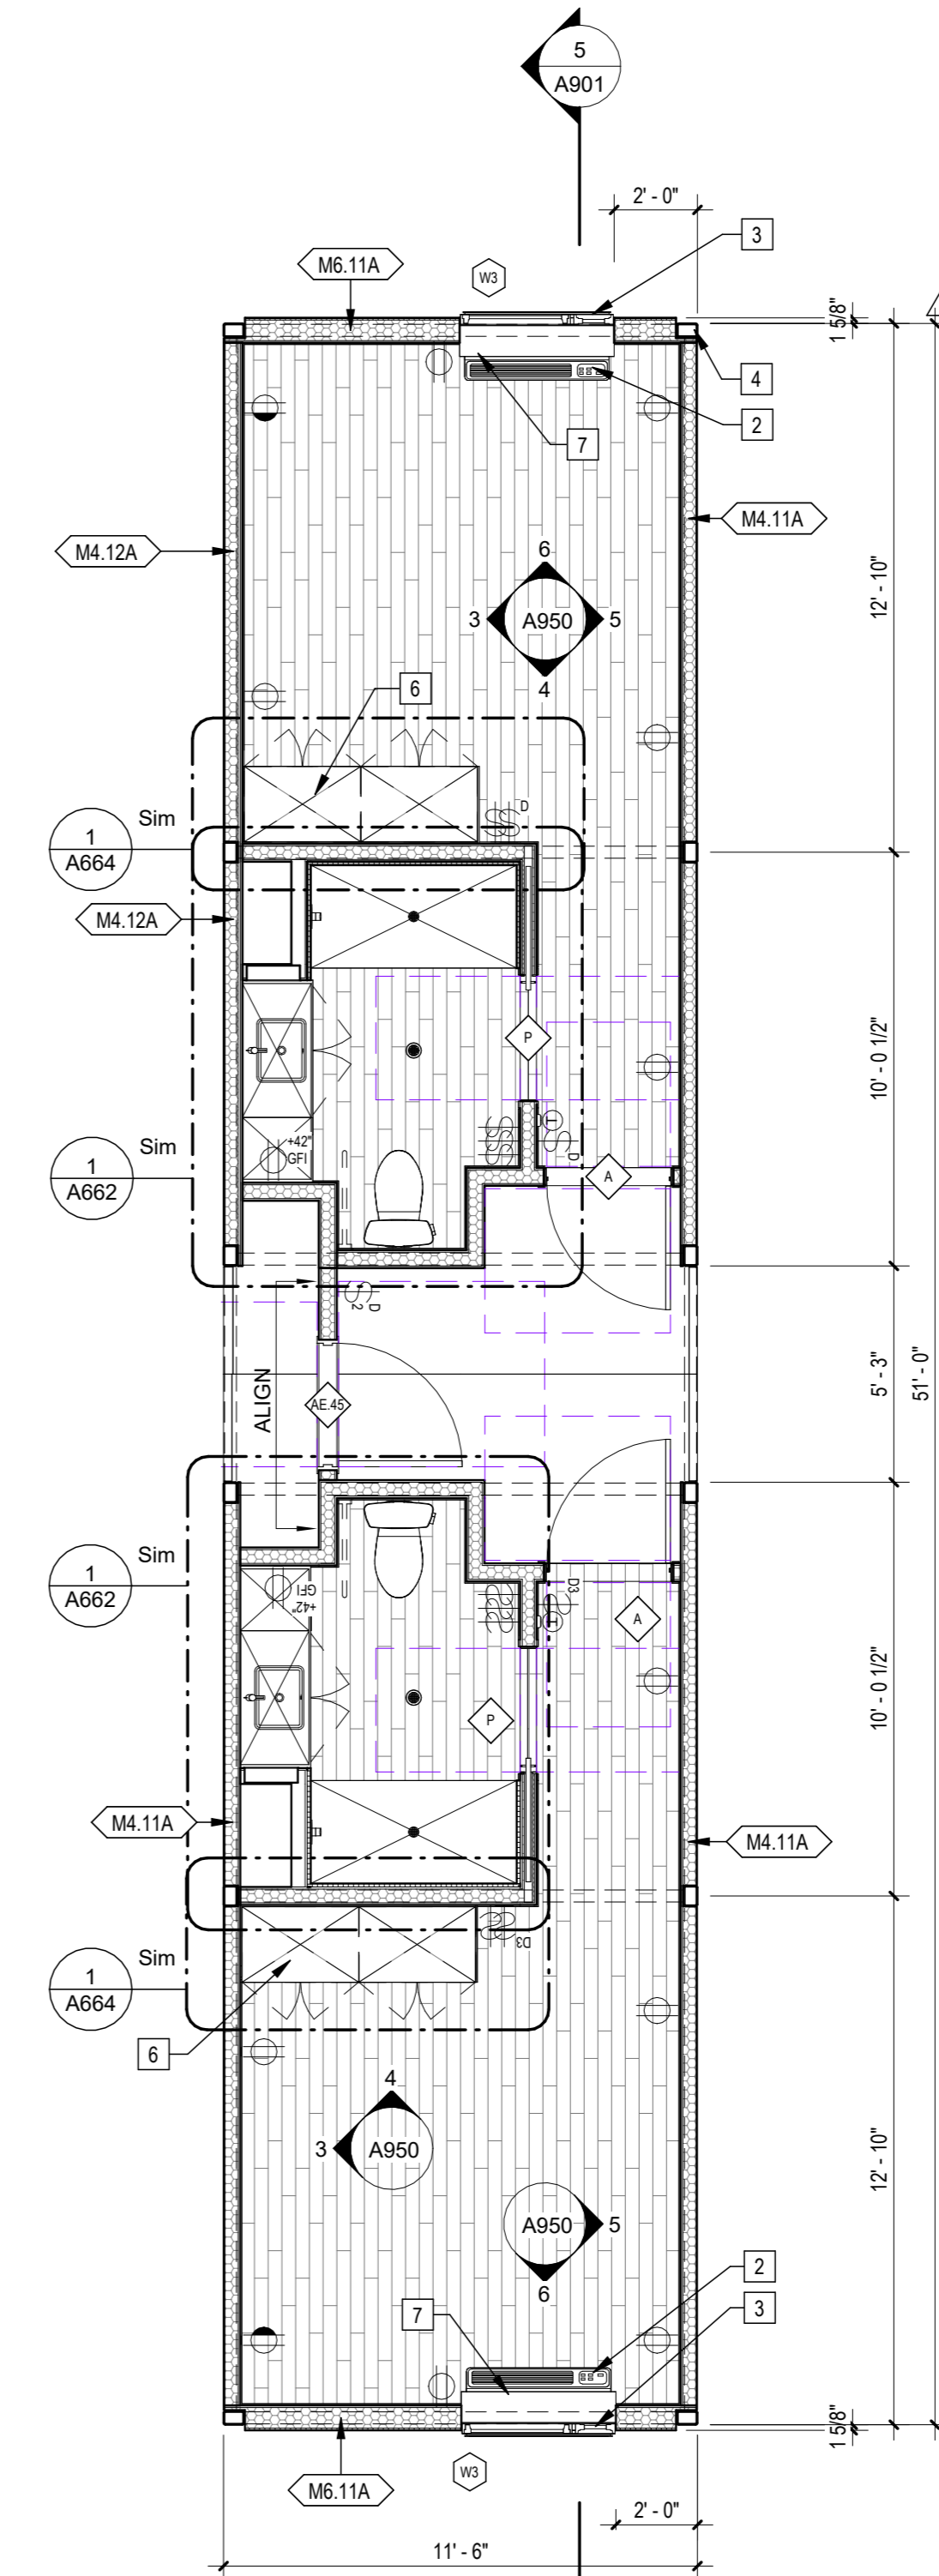 5
A901
2' - 0"
3
M6.11A
W3
1 5/8"
4
2
7
M4.12A
M4.11A
12' - 10"
6
3 A950 5
4
6
Sim
1
A664
D
M4.12A
10' - 0 1/2"
P
+42"
GFI
T
D
A
Sim
1
A662
D
2
ALIGN
AE.45
5' - 3"
51' - 0"
Sim
1
A662
+42"
GFI
D3
T
A
P
10' - 0 1/2"
M4.11A
M4.11A
D3
Sim
1
A664
6
4
3 A950
12' - 10"
A950 5
6
2
7
3
1 5/8"
M6.11A
W3
2' - 0"
11' - 6"